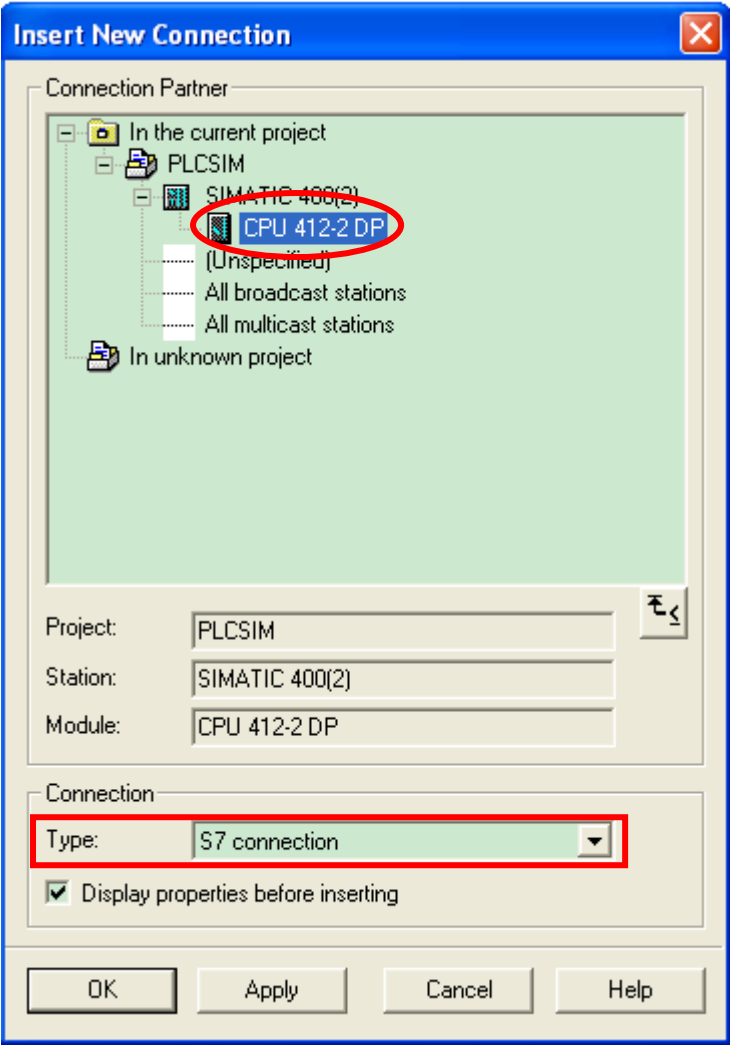 Insert New Connection
Connection Partner
In the current project
PLCSIM
SIMATIC 400(2)
CPU 412-2 DP
(Unspecified)
All broadcast stations
All multicast stations
In unknown project
Project: PLCSIM
Station: SIMATIC 400(2)
Module: CPU 412-2 DP
Connection
Type: S7 connection
Display properties before inserting
OK Apply Cancel Help